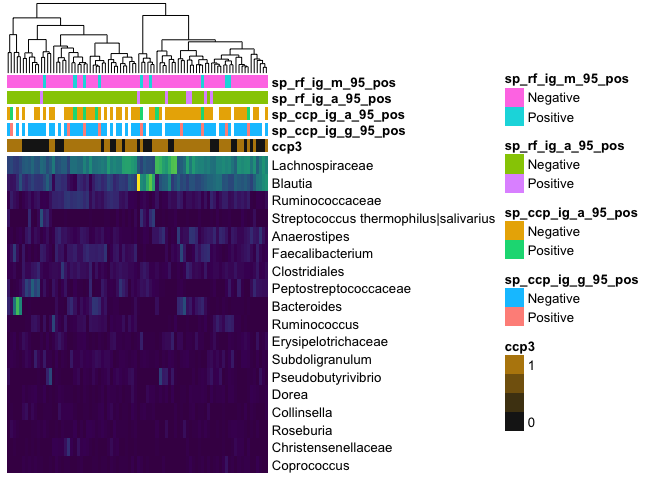 sp_rf_ig_m_95_pos
sp_rf_ig_a_95_pos
sp_ccp_ig_a_95_pos
sp_ccp_ig_g_95_pos
ccp3
Lachnospiraceae
Blautia
Ruminococcaceae
Streptococcus thermophilus|salivarius
Anaerostipes
Faecalibacterium
Clostridiales
Peptostreptococcaceae
Bacteroides
Ruminococcus
Erysipelotrichaceae
Subdoligranulum
Pseudobutyrivibrio
Dorea
Collinsella
Roseburia
Christensenellaceae
Coprococcus
sp_rf_ig_m_95_pos
Negative
Positive
sp_rf_ig_a_95_pos
Negative
Positive
sp_ccp_ig_a_95_pos
Negative
Positive
sp_ccp_ig_g_95_pos
Negative
Positive
ccp3
1
0